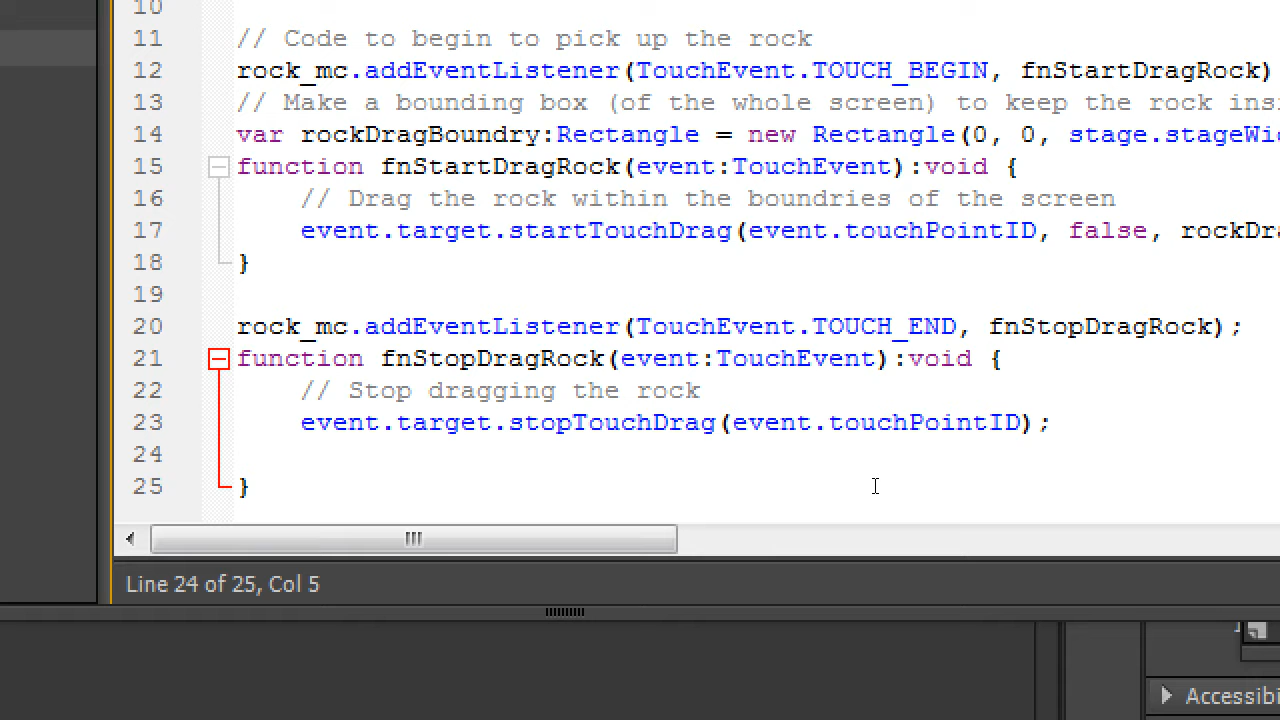 10
11 // Code to begin to pick up the rock
12 rock_mc.addEventListener(TouchEvent.TOUCH_BEGIN, fnStartDragRock)
13 // Make a bounding box (of the whole screen) to keep the rock insi
14 var rockDragBoundry:Rectangle = new Rectangle(0, 0, stage.stageWi
15 function fnStartDragRock(event:TouchEvent):void {
16 // Drag the rock within the boundries of the screen
17 event.target.startTouchDrag(event.touchPointID, false, rockDra
18 }
19
20 rock_mc.addEventListener(TouchEvent.TOUCH_END, fnStopDragRock);
21 function fnStopDragRock(event:TouchEvent):void {
22 // Stop dragging the rock
23 event.target.stopTouchDrag(event.touchPointID);
24
25 }
Line 24 of 25, Col 5
Accessibi